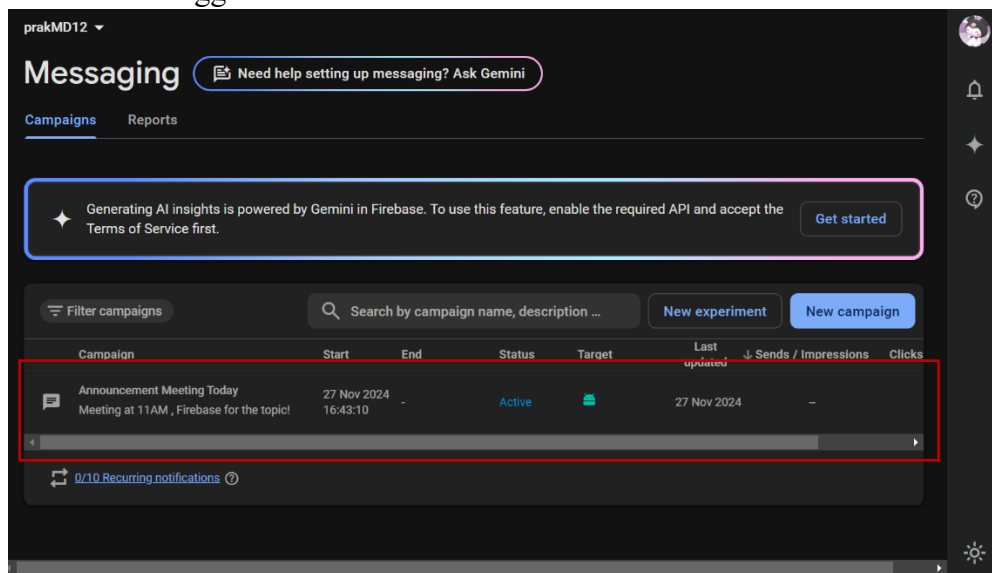 prakMD12
Messaging
Need help setting up messaging? Ask Gemini
Campaigns Reports
Generating AI insights is powered by Gemini in Firebase. To use this feature, enable the required API and accept the
Terms of Service first.
Get started
Filter campaigns
Search by campaign name, description ...
New experiment
New campaign
Campaign Start End Status Target Last updated Sends / Impressions Clicks
Announcement Meeting Today
Meeting at 11AM , Firebase for the topic!
27 Nov 2024
16:43:10
-
Active
27 Nov 2024
–
0/10 Recurring notifications